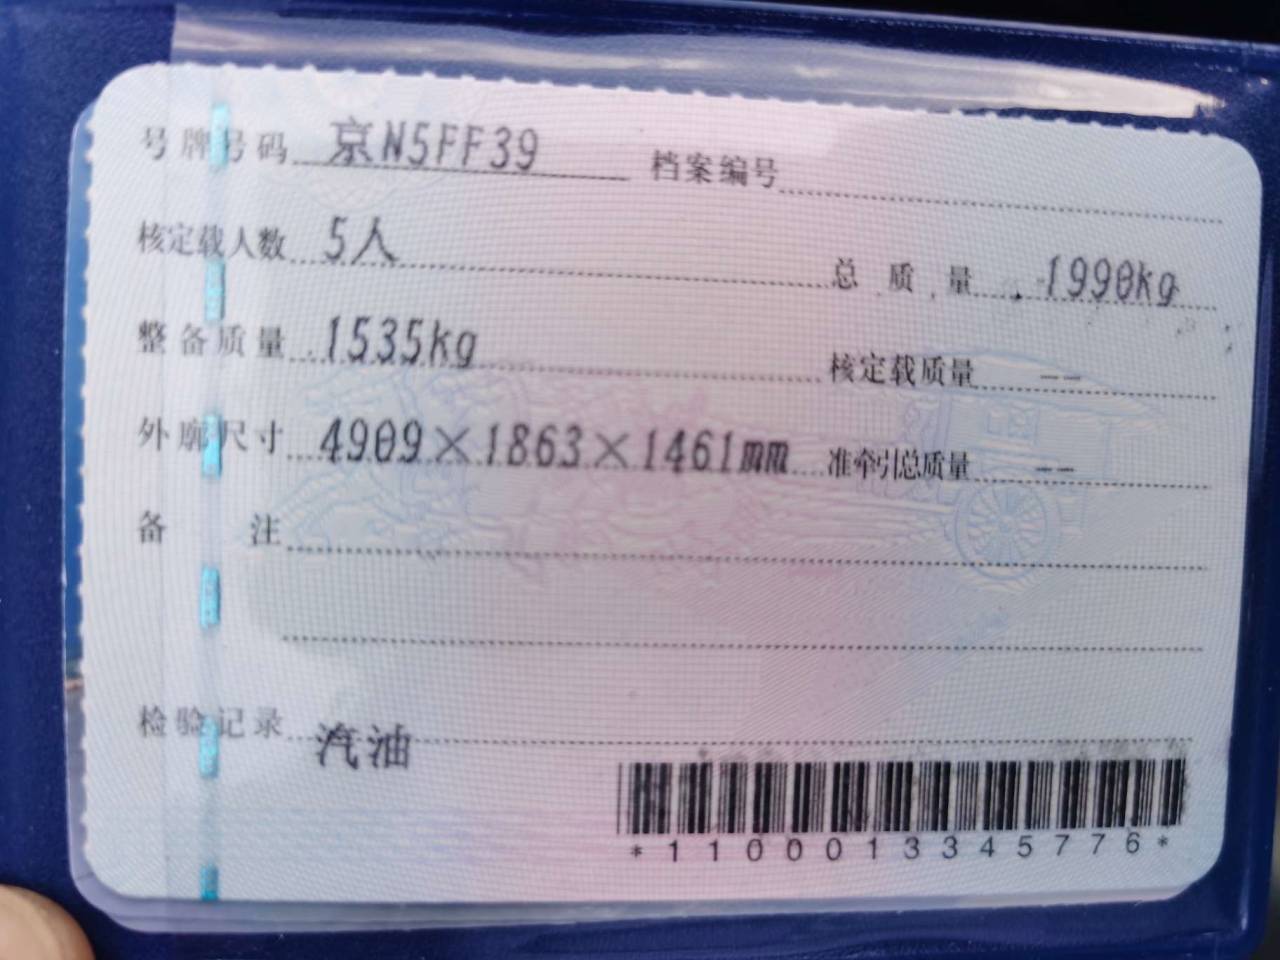 号牌号码 京N5FF39 档案编号
核定载人数 5人 总质量 1990kg
整备质量 1535kg 核定载质量 --
外廓尺寸 4909×1863×1461mm 准牵引总质量 --
备注
检验记录 汽油
*1100013345776*